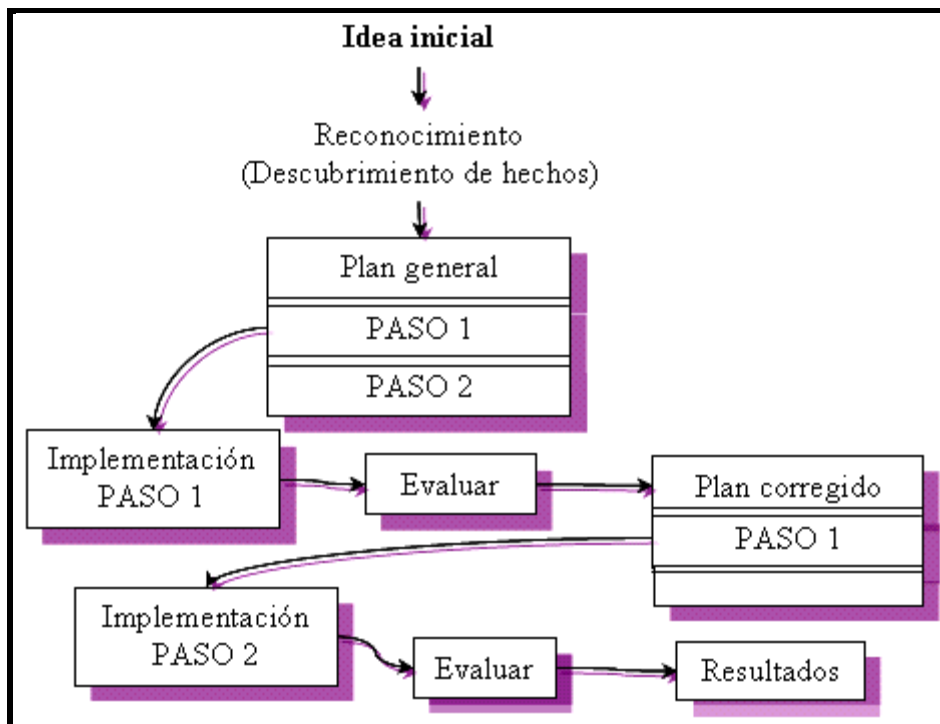 Idea inicial
Reconocimiento
(Descubrimiento de hechos)
Plan general
PASO 1
PASO 2
Implementación
PASO 1
Evaluar
Plan corregido
PASO 1
Implementación
PASO 2
Evaluar
Resultados